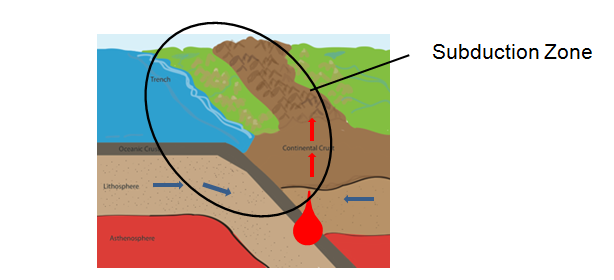 Subduction Zone
Trench
Oceanic Crust
Continental Crust
Lithosphere
Asthenosphere